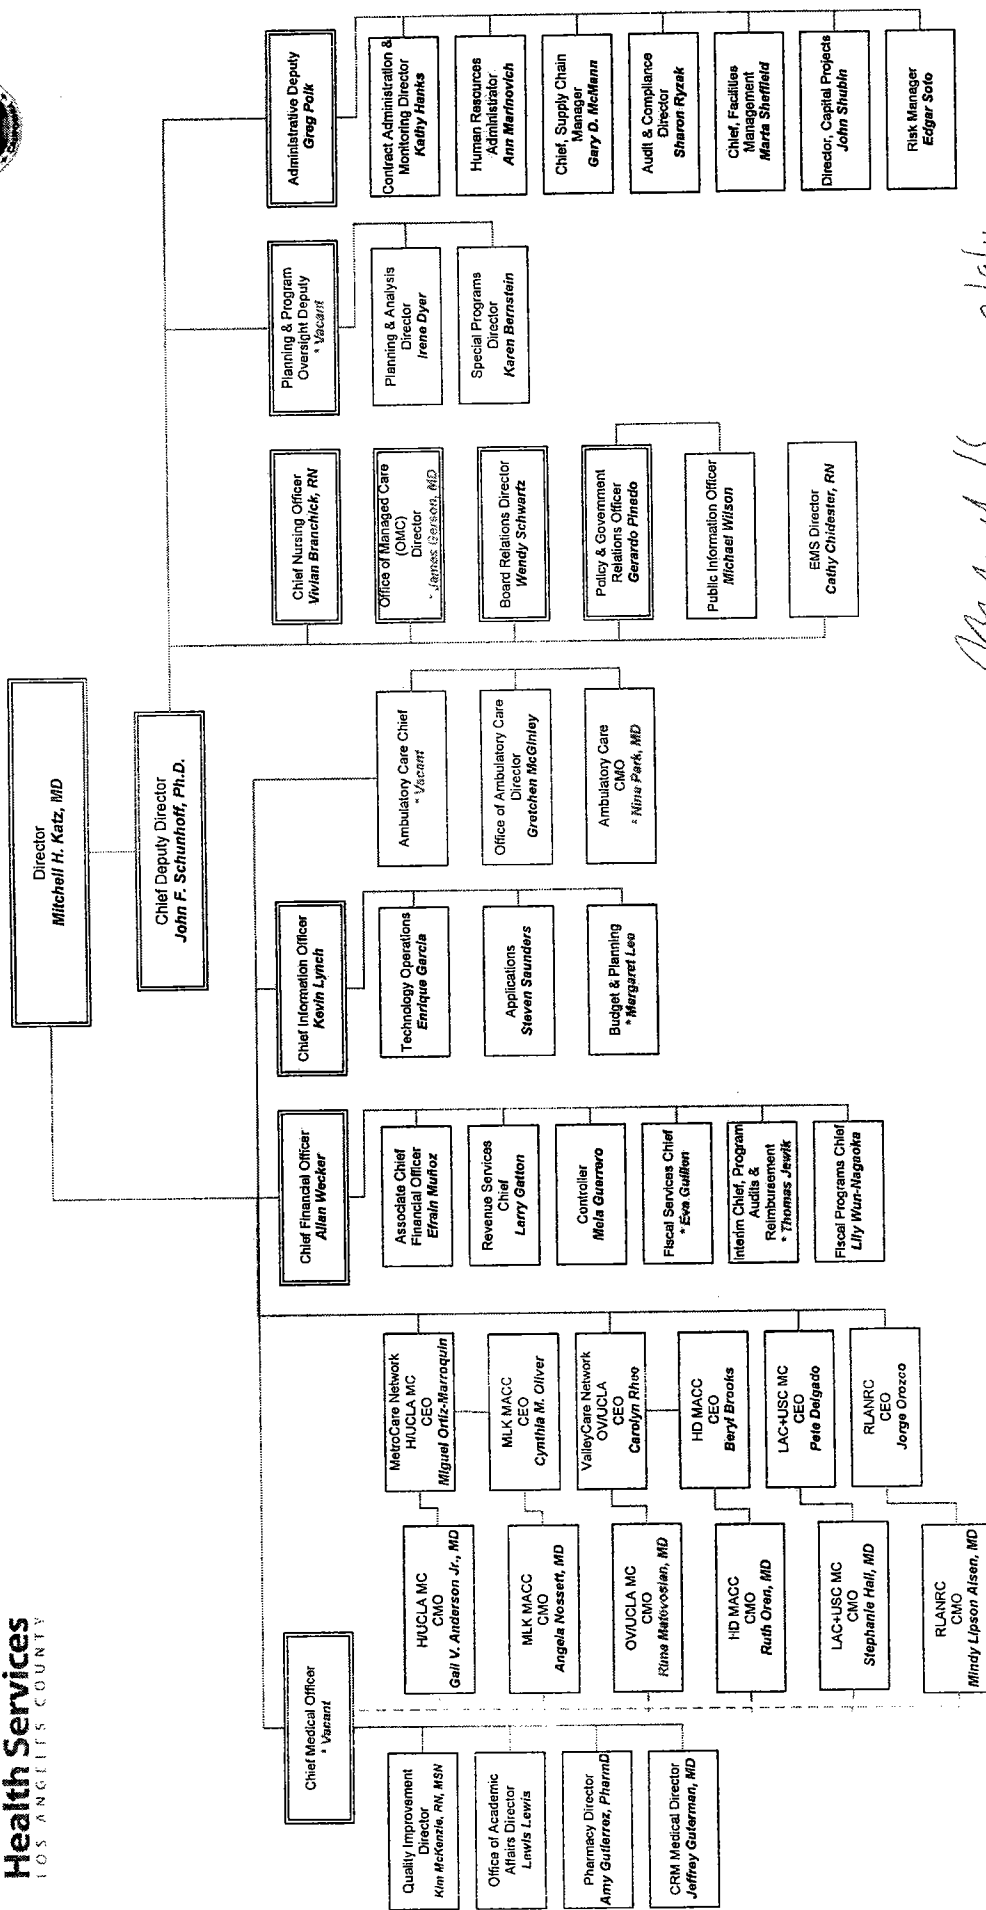 Health Services
LOS ANGELES COUNTY
Director
Mitchell H. Katz, MD
Chief Deputy Director
John F. Schunhoff, Ph.D.
Chief Medical Officer
* Vacant
Quality Improvement
Director
Kim McKenzie, RN, MSN
Office of Academic
Affairs Director
Lewis Lewis
Pharmacy Director
Amy Gutierrez, PharmD
CRM Medical Director
Jeffrey Guterman, MD
H/UCLA MC
CMO
Gail V. Anderson Jr., MD
MLK MACC
CMO
Angela Nossett, MD
OV/UCLA MC
CMO
Rima Matevosian, MD
HD MACC
CMO
Ruth Oren, MD
LAC+USC MC
CMO
Stephanie Hall, MD
RLANRC
CMO
Mindy Lipson Aisen, MD
MetroCare Network
H/UCLA MC
CEO
Miguel Ortiz-Marroquin
MLK MACC
CEO
Cynthia M. Oliver
ValleyCare Network
OV/UCLA
CEO
Carolyn Rhee
HD MACC
CEO
Beryl Brooks
LAC+USC MC
CEO
Pete Delgado
RLANRC
CEO
Jorge Orozco
Chief Financial Officer
Allan Wecker
Associate Chief
Financial Officer
Efrain Muñoz
Revenue Services
Chief
Larry Gatton
Controller
Mela Guerrero
Fiscal Services Chief
* Eva Guillen
Interim Chief, Program
Audits &
Reimbursement
* Thomas Jewik
Fiscal Programs Chief
Lily Wun-Nagaoka
Chief Information Officer
Kevin Lynch
Technology Operations
Enrique Garcia
Applications
Steven Saunders
Budget & Planning
* Margaret Lee
Ambulatory Care Chief
* Vacant
Office of Ambulatory Care
Director
Gretchen McGinley
Ambulatory Care
CMO
* Nina Park, MD
Chief Nursing Officer
Vivian Branchick, RN
Office of Managed Care
(OMC)
Director
* James Gerson, MD
Board Relations Director
Wendy Schwartz
Policy & Government
Relations Officer
Gerardo Pinedo
Public Information Officer
Michael Wilson
EMS Director
Cathy Chidester, RN
Planning & Program
Oversight Deputy
* Vacant
Planning & Analysis
Director
Irene Dyer
Special Programs
Director
Karen Bernstein
Administrative Deputy
Greg Polk
Contract Administration &
Monitoring Director
Kathy Hanks
Human Resources
Administrator
Ann Marinovich
Chief, Supply Chain
Manager
Gary D. McMann
Audit & Compliance
Director
Sharon Ryzak
Chief, Facilities
Management
Marta Sheffield
Director, Capital Projects
John Shubin
Risk Manager
Edgar Soto